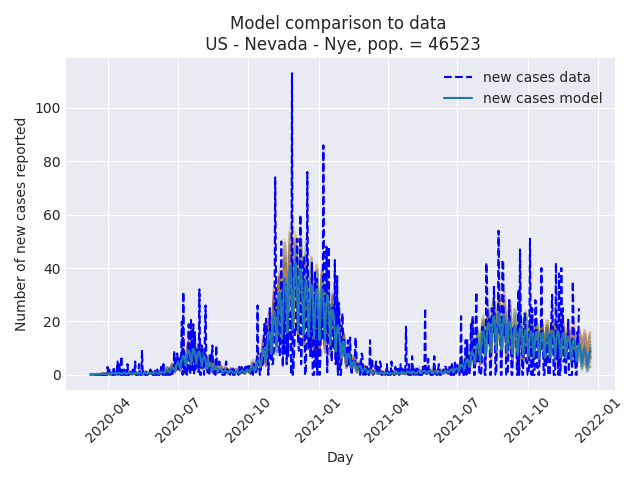 Model comparison to data
US - Nevada - Nye, pop. = 46523
new cases data
new cases model
Number of new cases reported
100
80
60
40
20
0
2020-04
2020-07
2020-10
2021-01
2021-04
2021-07
2021-10
2022-01
Day